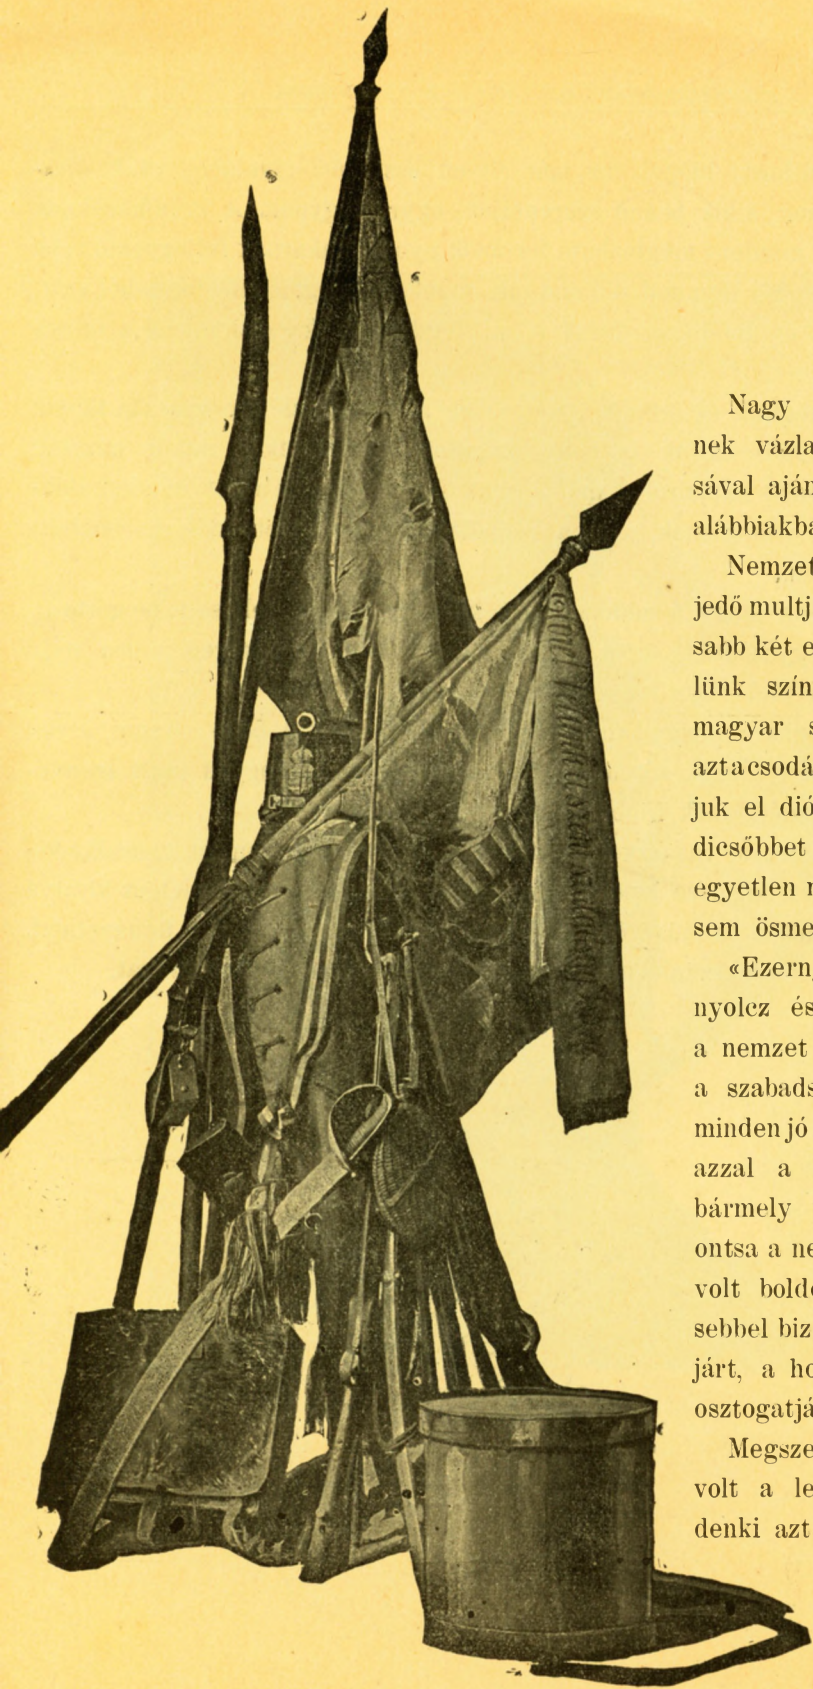 Nagy
nek vázla
sával aján
alábbiakba
Nemzet
jedő multj
sabb két e
lünk szín
magyar s
aztacsodá
juk el dió
dicsőbbet
egyetlen
sem ösme
«Ezern
nyolcz és
a nemzet
a szabads
minden jó
azzal a
bármely
ontsa a ne
volt bold
sebbel biz
járt, a ho
osztogatjá
Megsze
volt a le
denki azt